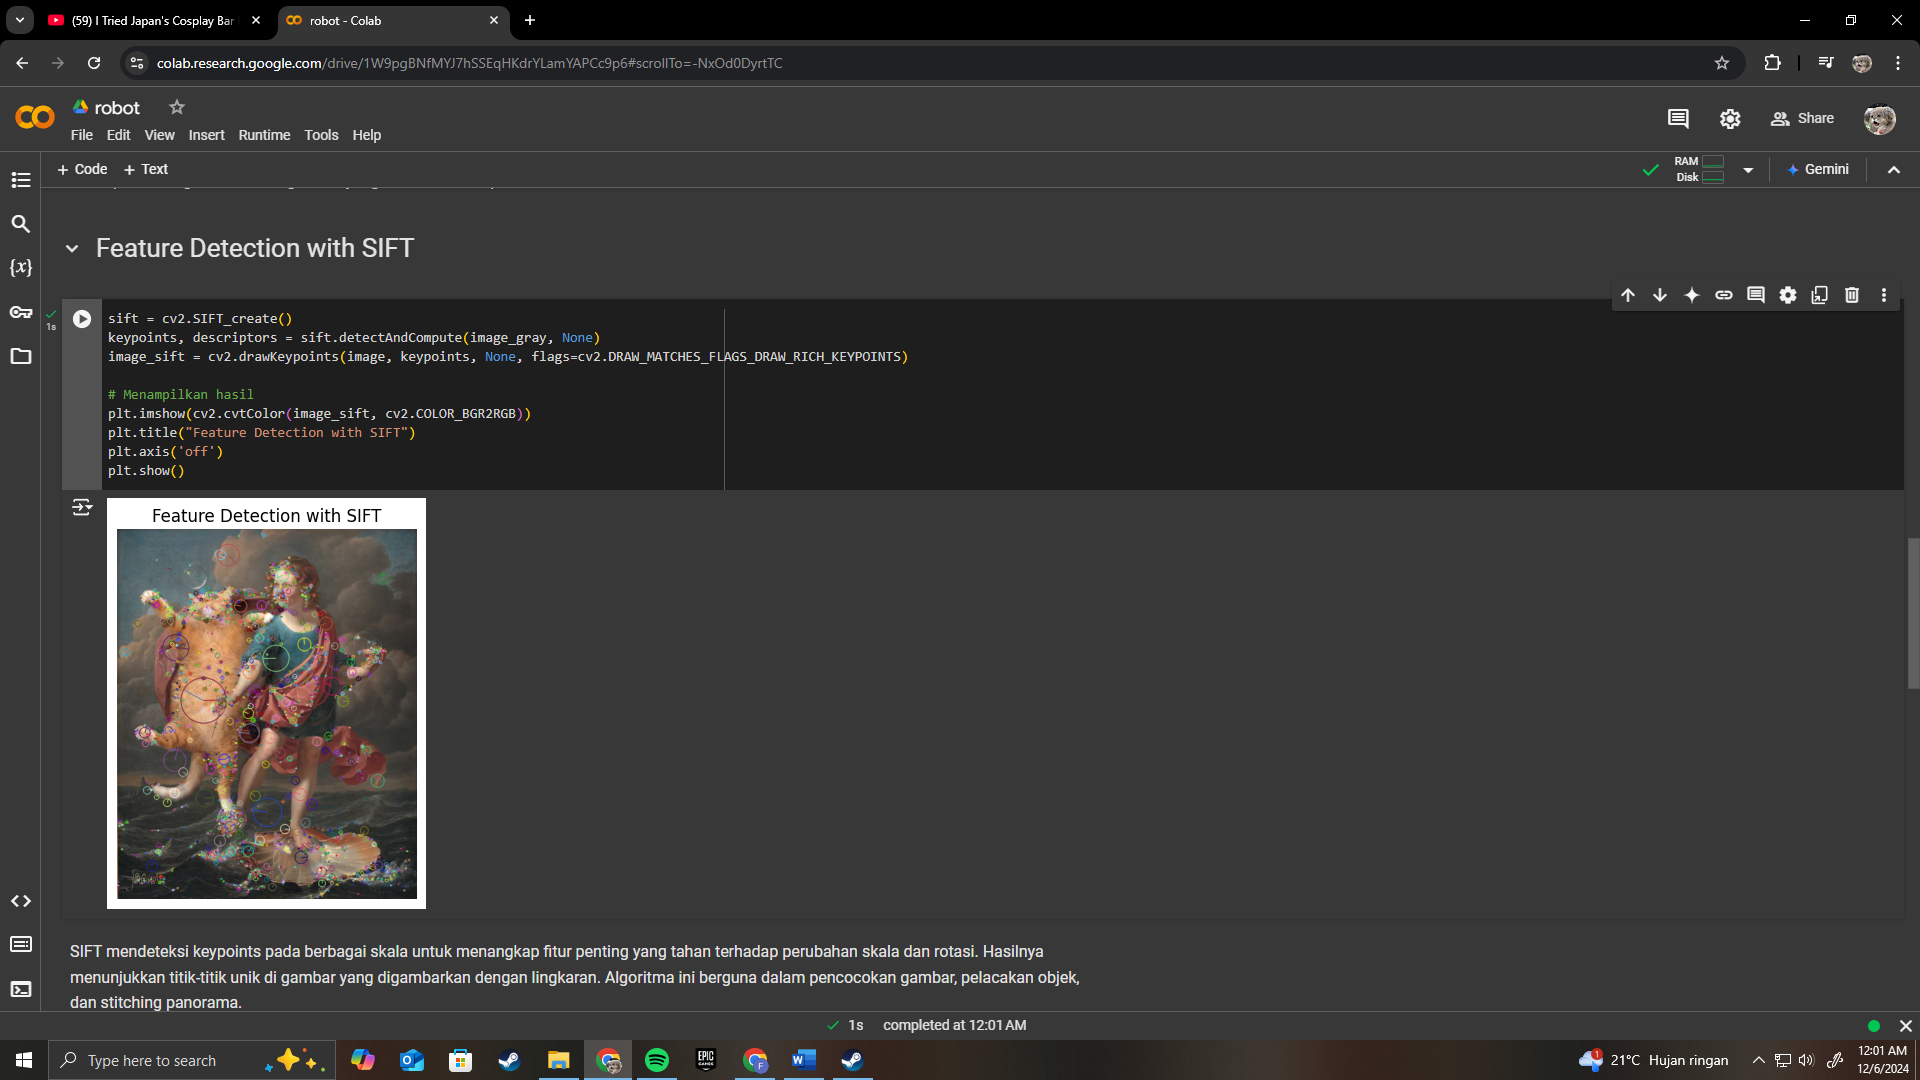 (59) I Tried Japan's Cosplay Bar
robot - Colab
colab.research.google.com/drive/1W9pgBNfMYJ7hSSEqHKdrYLamYAPCc9p6#scrollTo=-NxOd0DyrtTC
robot
File Edit View Insert Runtime Tools Help
Share
+ Code + Text
RAM
Disk
Gemini
Feature Detection with SIFT
{x}
1s
sift = cv2.SIFT_create()
keypoints, descriptors = sift.detectAndCompute(image_gray, None)
image_sift = cv2.drawKeypoints(image, keypoints, None, flags=cv2.DRAW_MATCHES_FLAGS_DRAW_RICH_KEYPOINTS)
# Menampilkan hasil
plt.imshow(cv2.cvtColor(image_sift, cv2.COLOR_BGR2RGB))
plt.title("Feature Detection with SIFT")
plt.axis('off')
plt.show()
Feature Detection with SIFT
SIFT mendeteksi keypoints pada berbagai skala untuk menangkap fitur penting yang tahan terhadap perubahan skala dan rotasi. Hasilnya
menunjukkan titik-titik unik di gambar yang digambarkan dengan lingkaran. Algoritma ini berguna dalam pencocokan gambar, pelacakan objek,
dan stitching panorama.
1s completed at 12:01 AM
Type here to search
EPIC
GAMES
1
21°C Hujan ringan
12:01 AM
12/6/2024